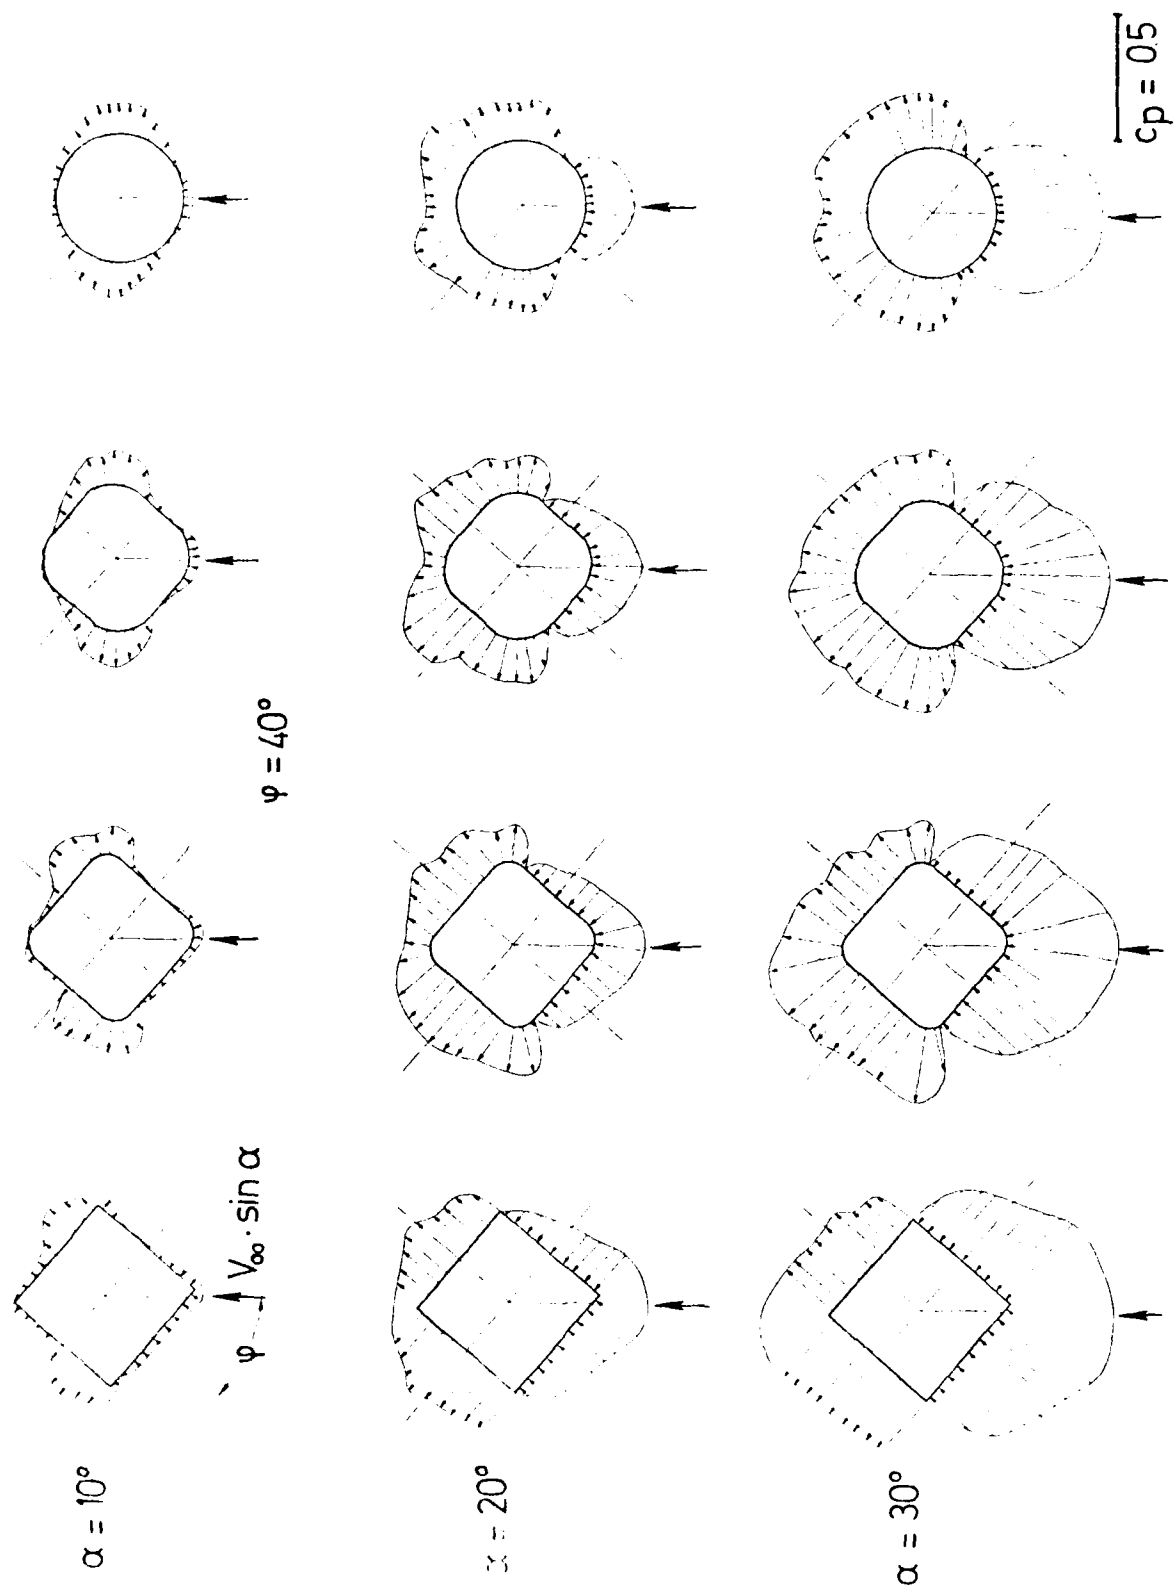 α = 10°
φ
V∞ · sin α
φ = 40°
= 20°
α = 30°
cp = 0.5